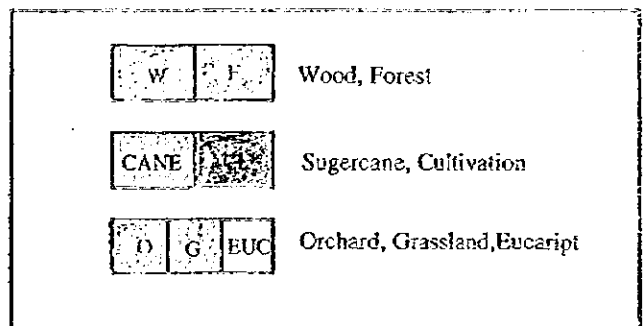 W F Wood, Forest
CANE Sugercane, Cultivation
O G EUC Orchard, Grassland,Eucaript